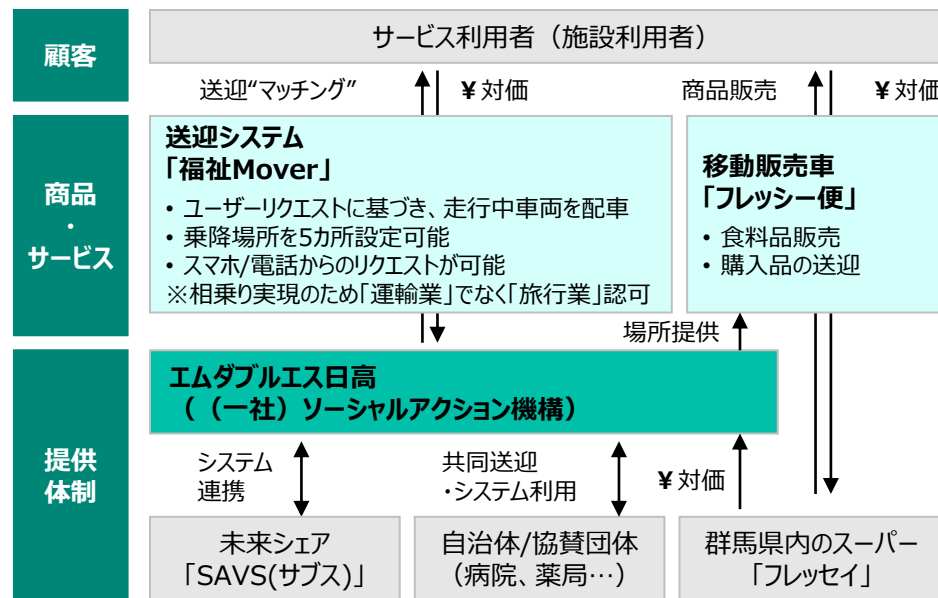 顧客
サービス利用者（施設利用者）
送迎“マッチング”
¥ 対価
商品販売
¥ 対価
商品
・
サービス
送迎システム
「福祉Mover」
• ユーザーリクエストに基づき、走行中車両を配車
• 乗降場所を5カ所設定可能
• スマホ/電話からのリクエストが可能
※相乗り実現のため「運輸業」でなく「旅行業」認可
移動販売車
「フレッシー便」
• 食料品販売
• 購入品の送迎
場所提供
提供
体制
エムダブルエス日高
（（一社）ソーシャルアクション機構）
システム
連携
共同送迎
・システム利用
¥ 対価
未来シェア
「SAVS(サブス)」
自治体/協賛団体
（病院、薬局…）
群馬県内のスーパー
「フレッセイ」